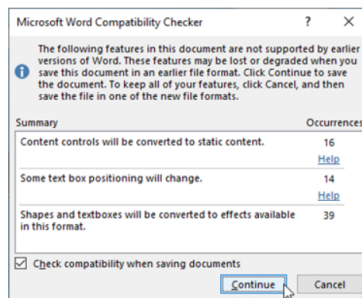 Microsoft Word Compatibility Checker ? ×
The following features in this document are not supported by earlier
versions of Word. These features may be lost or degraded when you
save this document in an earlier file format. Click Continue to save
the document. To keep all of your features, click Cancel, and then
save the file in one of the new file formats.
Summary Occurrences
Content controls will be converted to static content. 16
Help
Some text box positioning will change. 14
Help
Shapes and textboxes will be converted to effects available 39
in this format.
Check compatibility when saving documents
Continue Cancel